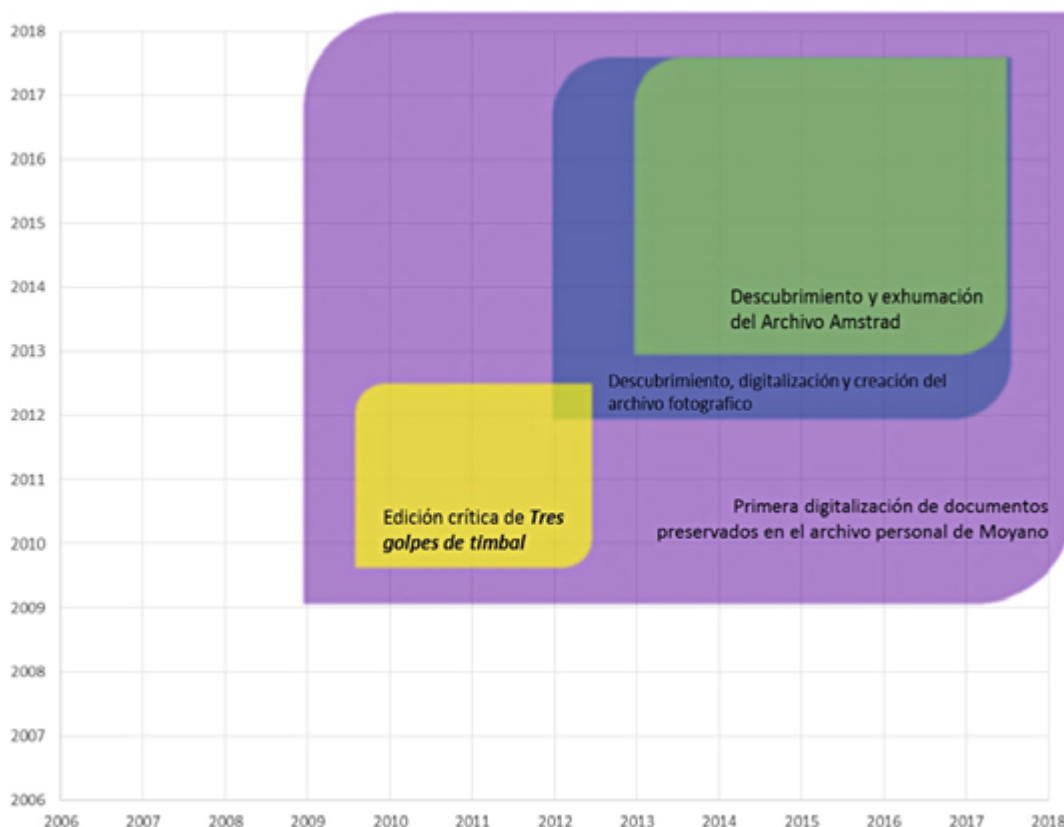 2018
2017
2016
2015
2014
Descubrimiento y exhumación
del Archivo Amstrad
2013
Descubrimiento, digitalización y creación del
archivo fotografico
2012
2011
Edición crítica de Tres
golpes de timbal
Primera digitalización de documentos
preservados en el archivo personal de Moyano
2010
2009
2008
2007
2006
2006 2007 2008 2009 2010 2011 2012 2013 2014 2015 2016 2017 2018